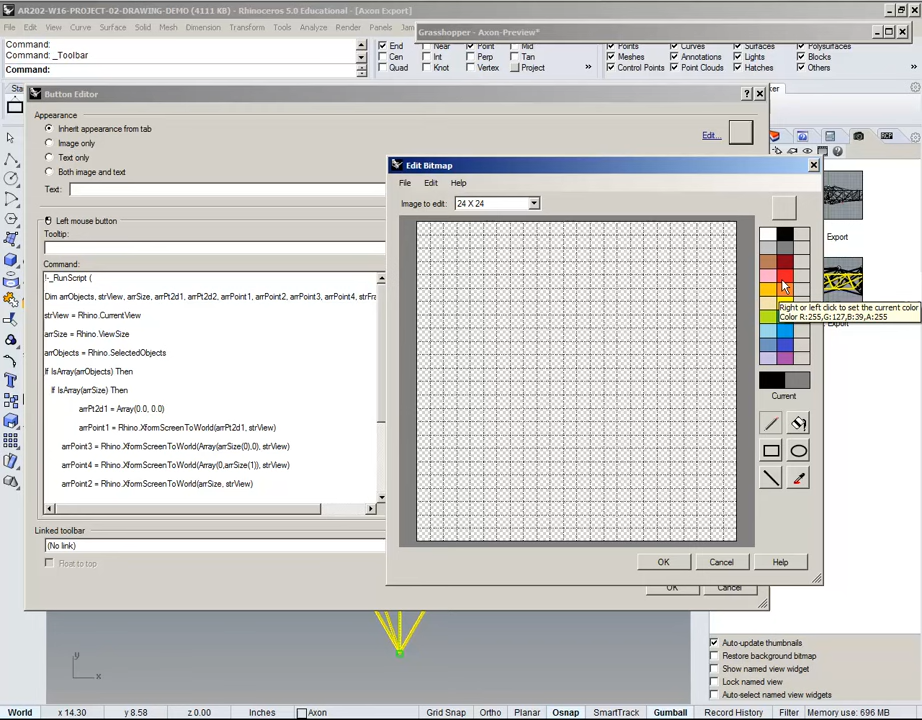 AR202-W16-PROJECT-02-DRAWING-DEMO (4111 KB) - Rhinoceros 5.0 Educational - [Axon Export]
File Edit View Curve Surface Solid Mesh Dimension Transform Tools Analyze Render Panels
Grasshopper - Axon-Preview*
Command:
Command: _Toolbar
Command:
End Near Point Mid
Cen Int Perp Tan
Quad Knot Vertex Project »
Points Curves Surfaces Polysurfaces
Meshes Annotations Lights Blocks
Control Points Point Clouds Hatches Others »
Button Editor
Appearance
Inherit appearance from tab
Image only
Text only
Both image and text
Text:
Edit...
Left mouse button
Tooltip:
Command:
!-_RunScript (
Dim arrObjects, strView, arrSize, arrPt2d1, arrPt2d2, arrPoint1, arrPoint2, arrPoint3, arrPoint4, strFra
strView = Rhino.CurrentView
arrSize = Rhino.ViewSize
arrObjects = Rhino.SelectedObjects
If IsArray(arrObjects) Then
If IsArray(arrSize) Then
arrPt2d1 = Array(0.0, 0.0)
arrPoint1 = Rhino.XformScreenToWorld(arrPt2d1, strView)
arrPoint3 = Rhino.XformScreenToWorld(Array(arrSize(0),0), strView)
arrPoint4 = Rhino.XformScreenToWorld(Array(0,arrSize(1)), strView)
arrPoint2 = Rhino.XformScreenToWorld(arrSize, strView)
Linked toolbar
(No link)
Float to top
OK Cancel
Edit Bitmap
File Edit Help
Image to edit: 24 X 24
Right or left click to set the current color
Color R:255,G:127,B:39,A:255
Current
OK Cancel Help
Export
Export
Auto-update thumbnails
Restore background bitmap
Show named view widget
Lock named view
Auto-select named view widgets
y
x
World x 14.30 y 8.58 z 0.00 Inches Axon Grid Snap Ortho Planar Osnap SmartTrack Gumball Record History Filter Memory use: 696 MB